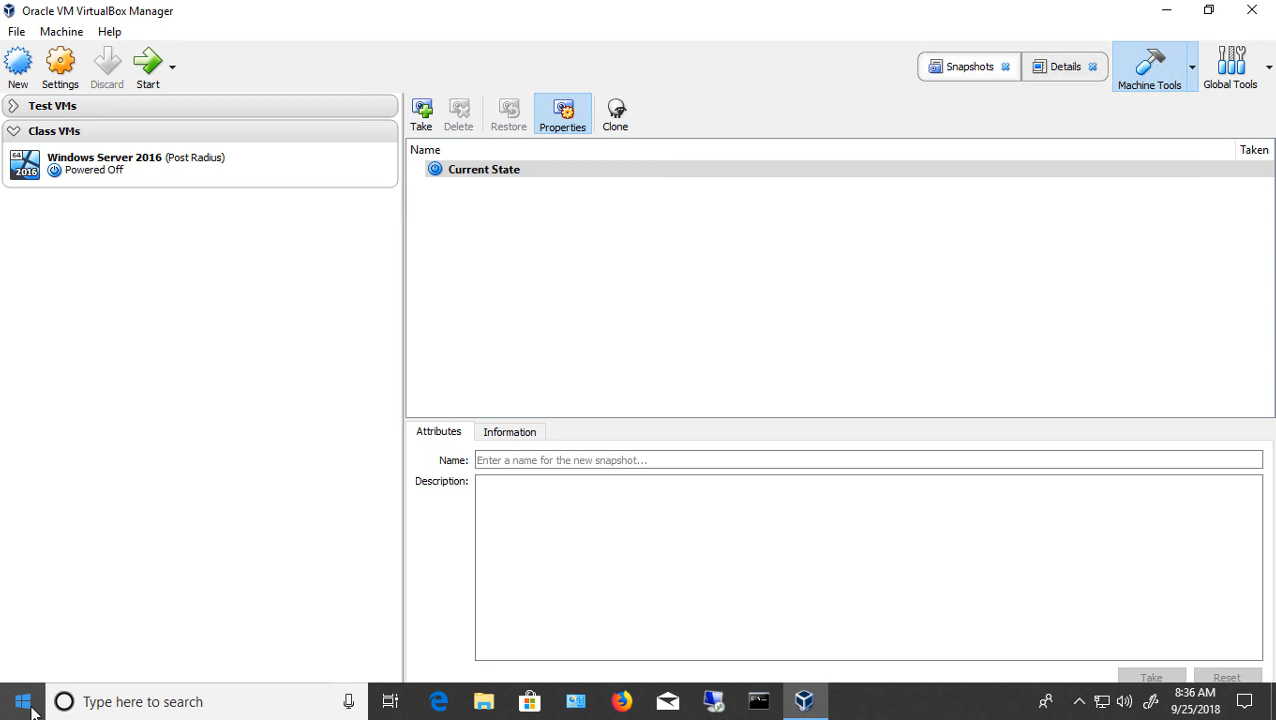 Oracle VM VirtualBox Manager
File Machine Help
New Settings Discard Start
Snapshots Details Machine Tools Global Tools
Test VMs
Class VMs
64 2016 Windows Server 2016 (Post Radius)
Powered Off
Take Delete Restore Properties Clone
Name Taken
Current State
Attributes Information
Name: Enter a name for the new snapshot...
Description:
Take Reset
Type here to search
8:36 AM
9/25/2018